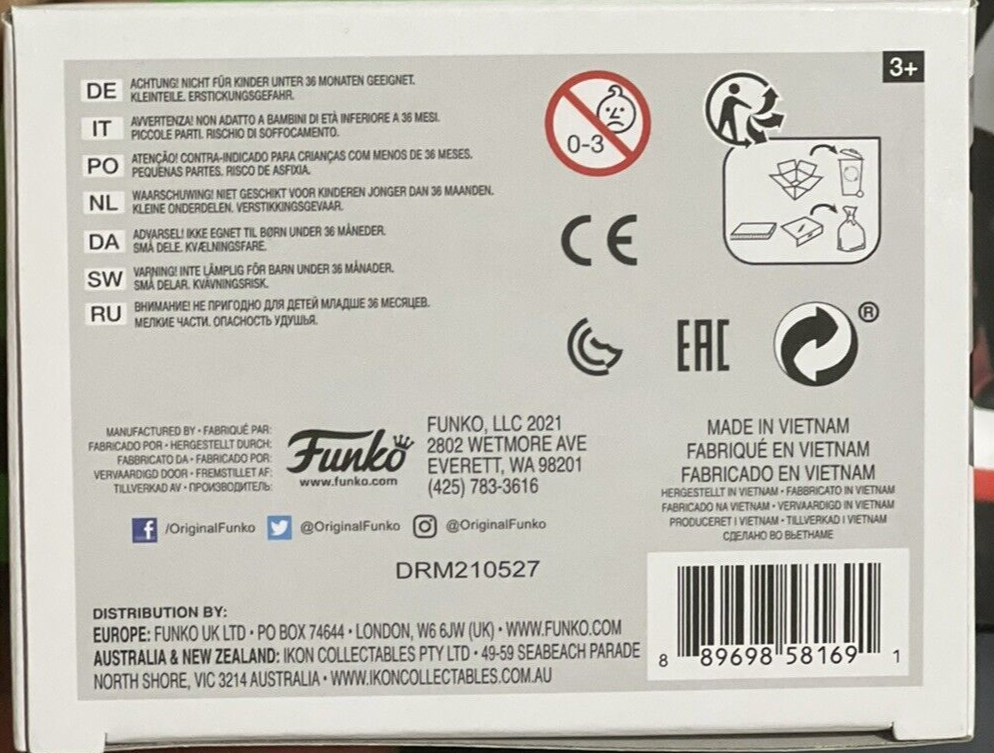 3+
DE ACHTUNG! NICHT FÜR KINDER UNTER 36 MONATEN GEEIGNET.
KLEINTEILE. ERSTICKUNGSGEFAHR.
IT AVVERTENZA! NON ADATTO A BAMBINI DI ETÀ INFERIORE A 36 MESI.
PICCOLE PARTI. RISCHIO DI SOFFOCAMENTO.
PO ATENÇÃO! CONTRA-INDICADO PARA CRIANÇAS COM MENOS DE 36 MESES.
PEQUENAS PARTES. RISCO DE ASFIXIA.
NL WAARSCHUWING! NIET GESCHIKT VOOR KINDEREN JONGER DAN 36 MAANDEN.
KLEINE ONDERDELEN. VERSTIKKINGSGEVAAR.
DA ADVARSEL! IKKE EGNET TIL BØRN UNDER 36 MÅNEDER.
SMÅ DELE. KVÆLNINGSFARE.
SW VARNING! INTE LÄMPLIG FÖR BARN UNDER 36 MÅNADER.
SMÅ DELAR. KVÄVNINGSRISK.
RU ВНИМАНИЕ! НЕ ПРИГОДНО ДЛЯ ДЕТЕЙ МЛАДШЕ 36 МЕСЯЦЕВ.
МЕЛКИЕ ЧАСТИ. ОПАСНОСТЬ УДУШЬЯ.
0-3
CE
EAC
®
MANUFACTURED BY • FABRIQUÉ PAR:
FABRICADO POR • HERGESTELLT DURCH:
FABBRICATO DA • FABRICADO POR:
VERVAARDIGD DOOR • FREMSTILLET AF:
TILLVERKAD AV • ПРОИЗВОДИТЕЛЬ:
Funko
www.funko.com
FUNKO, LLC 2021
2802 WETMORE AVE
EVERETT, WA 98201
(425) 783-3616
MADE IN VIETNAM
FABRIQUÉ EN VIETNAM
FABRICADO EN VIETNAM
HERGESTELLT IN VIETNAM • FABBRICATO IN VIETNAM
FABRICADO NA VIETNAM • VERVAARDIGD IN VIETNAM
PRODUCERET I VIETNAM • TILLVERKAD I VIETNAM
СДЕЛАНО ВО ВЬЕТНАМЕ
f /OriginalFunko @OriginalFunko @OriginalFunko
DRM210527
DISTRIBUTION BY:
EUROPE: FUNKO UK LTD • PO BOX 74644 • LONDON, W6 6JW (UK) • WWW.FUNKO.COM
AUSTRALIA & NEW ZEALAND: IKON COLLECTABLES PTY LTD • 49-59 SEABEACH PARADE
NORTH SHORE, VIC 3214 AUSTRALIA • WWW.IKONCOLLECTABLES.COM.AU
8 89698 58169 1